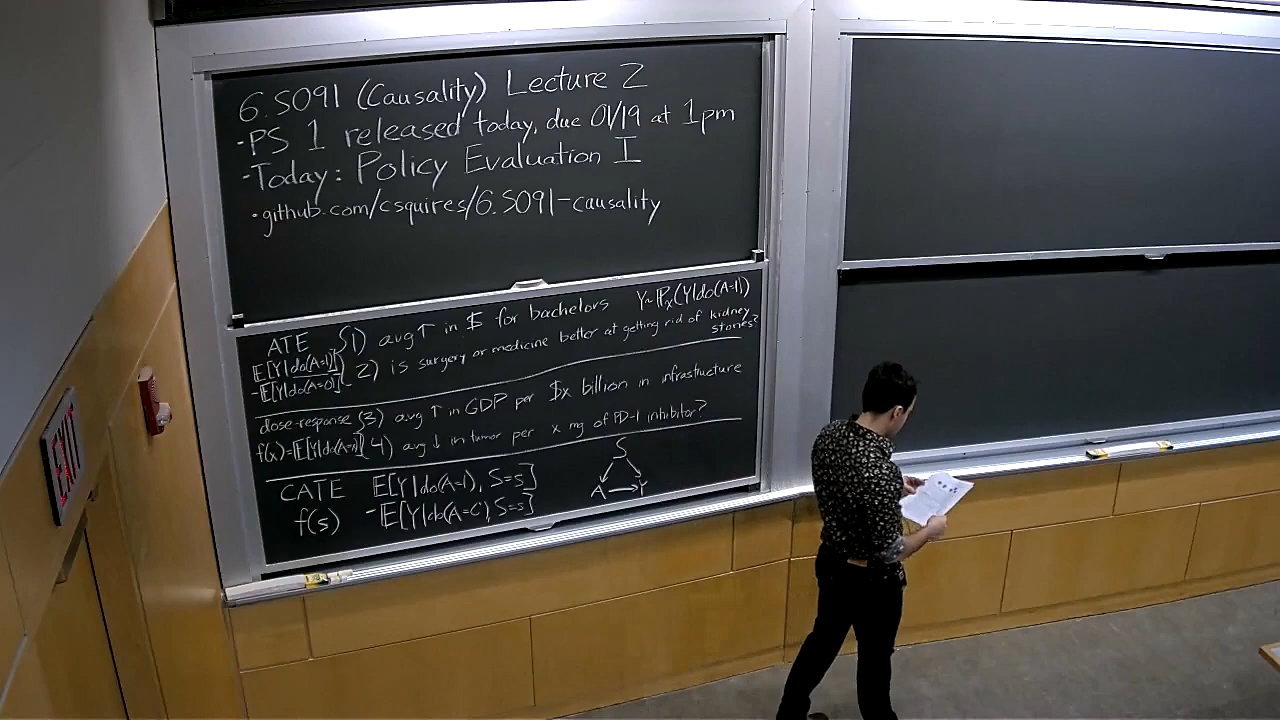 6.S091 (Causality) Lecture 2
-PS 1 released today, due 01/19 at 1pm
-Today: Policy Evaluation I
·github.com/csquires/6.S091-causality
ATE {1) avg↑ in $ for bachelors Y~ℙₓ(Y|do(A=1))
E[Y|do(A=1)]
-E[Y|do(A=0)] 2) is surgery or medicine better at getting rid of kidney stones?
dose-response {3) avg ↑ in GDP per $x billion in infrastructure
f(x)=E[Y|do(A=x)] {4) avg ↓ in tumor per x mg of PD-1 inhibitor?
S
CATE E[Y|do(A=1), S=s]
A → Y
f(s) -E[Y|do(A=0), S=s]
EXIT